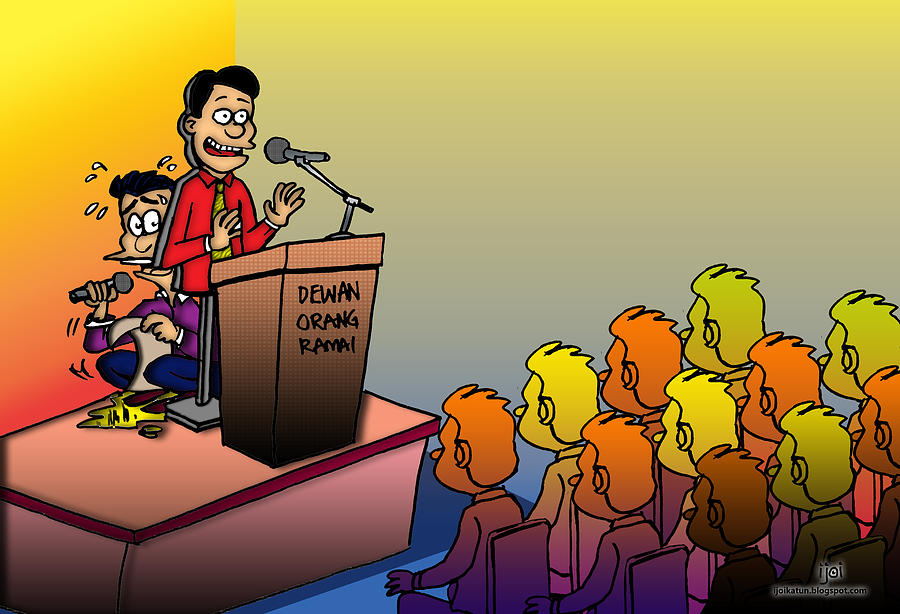 DEWAN
ORANG
RAMAI
ijoi
ijoikatun.blogspot.com